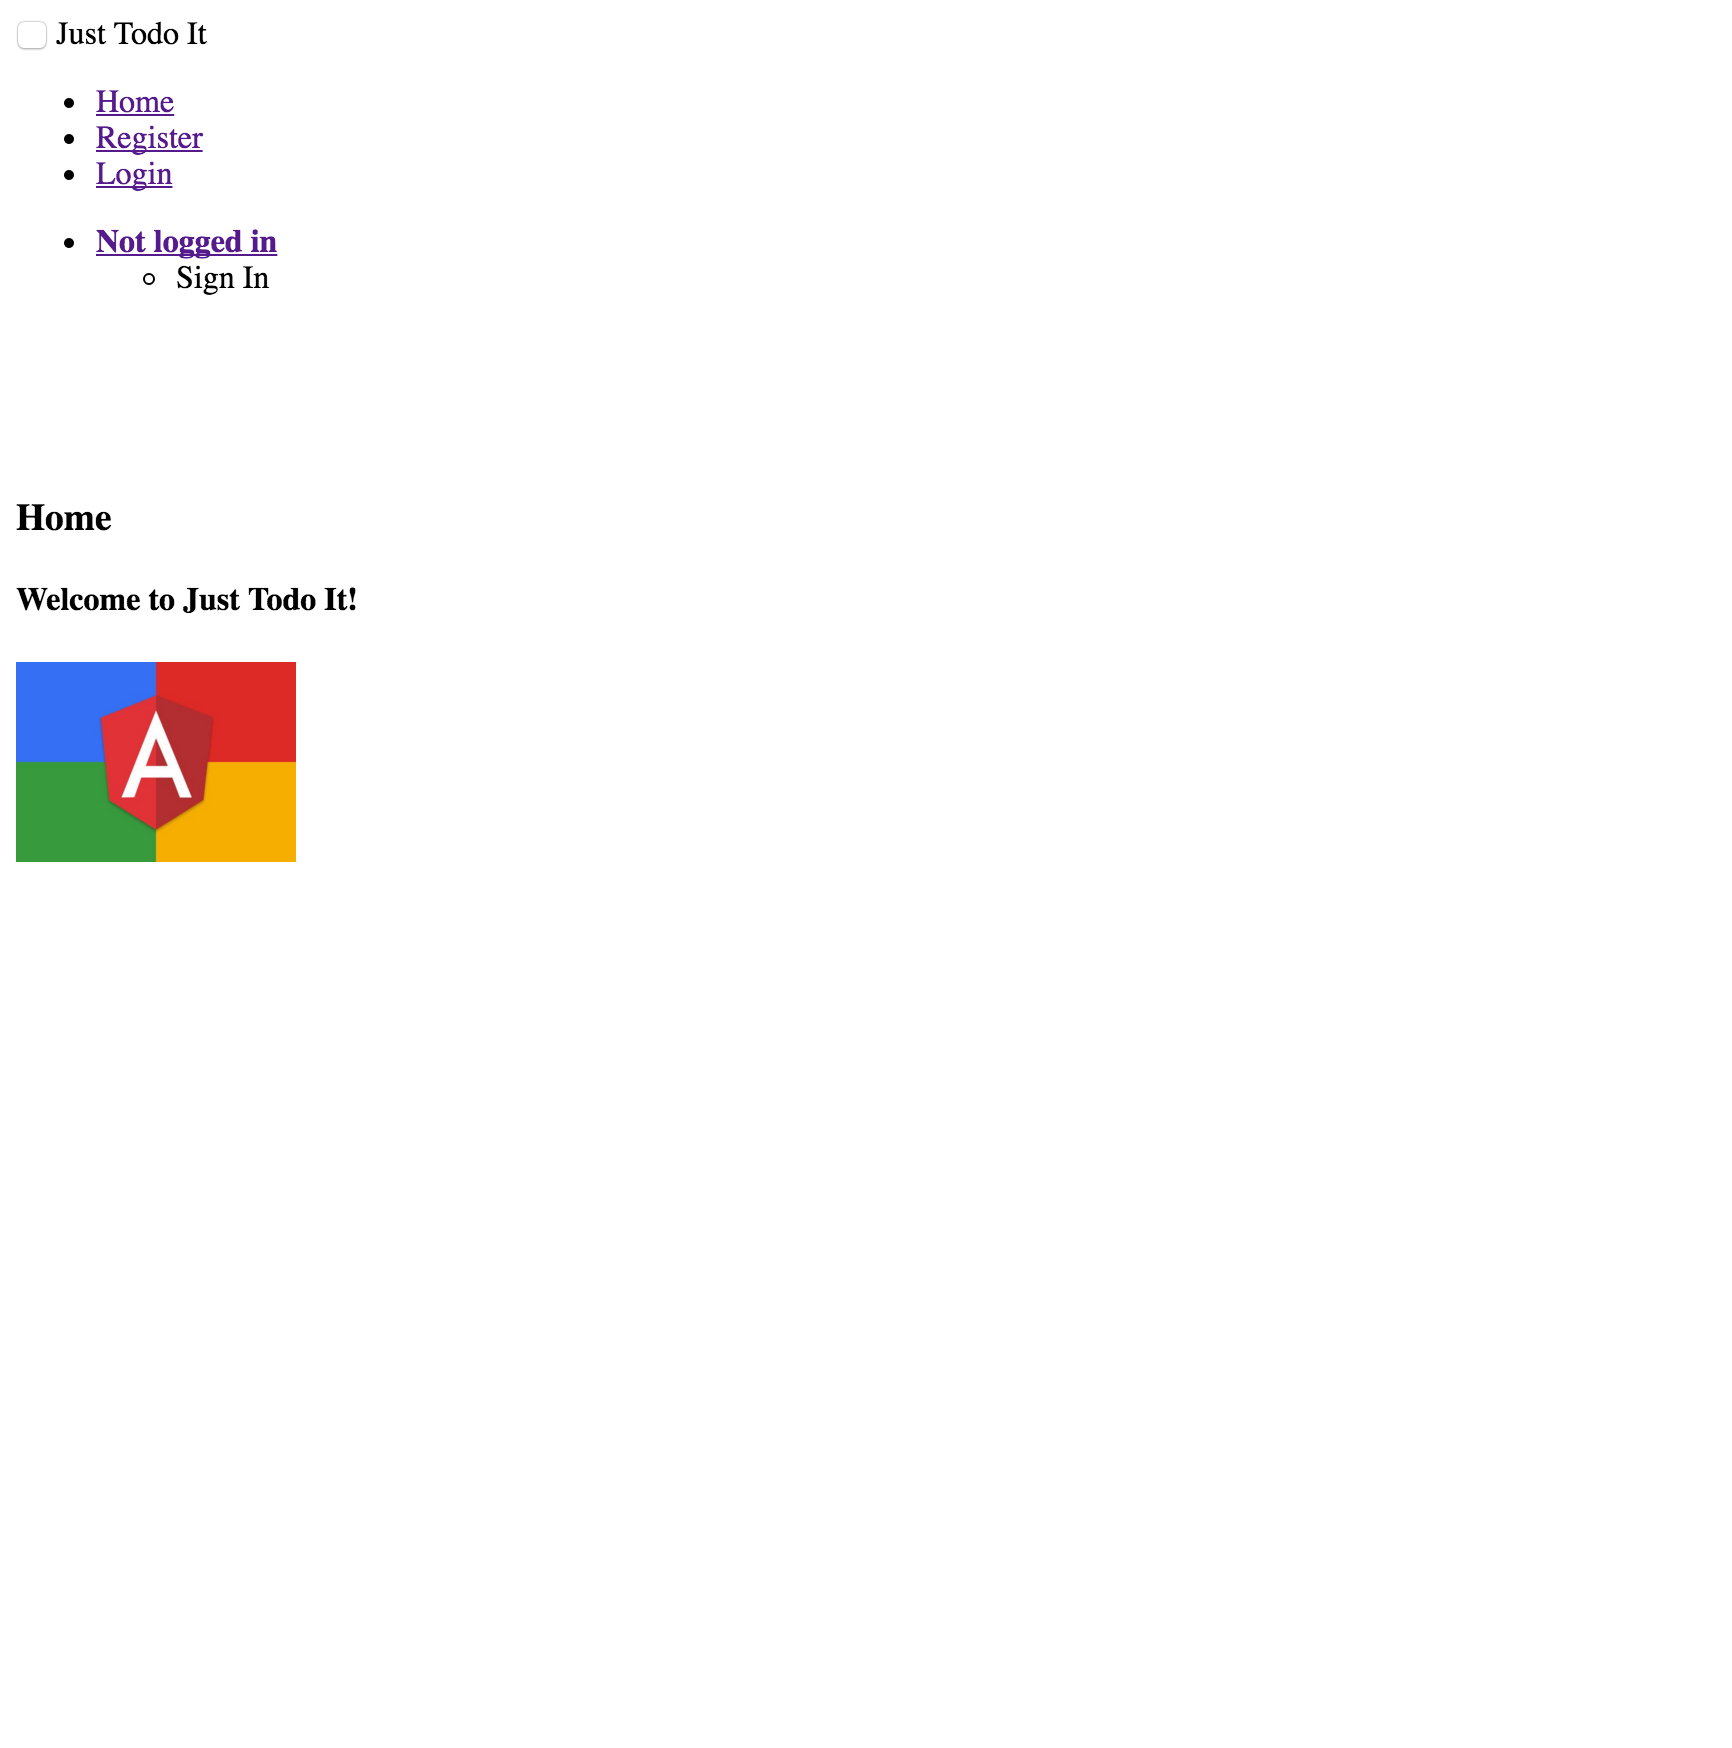 Just Todo It
Home
Register
Login
Not logged in
Sign In
Home
Welcome to Just Todo It!
A